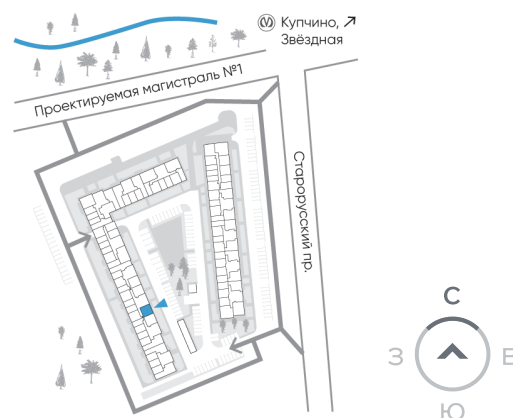 Купчино, ↗
Звёздная
Проектируемая магистраль №1
Старорусский пр.
С
З
В
Ю